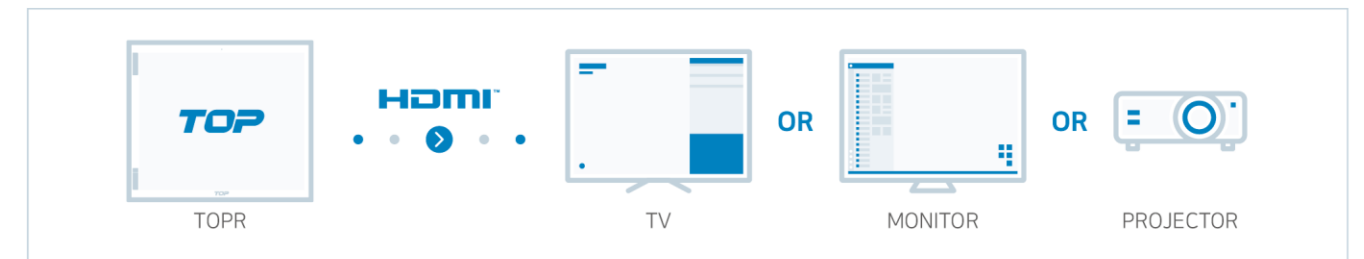 TOP
TOP
TOPR
HDMI™
TV
OR
MONITOR
OR
PROJECTOR